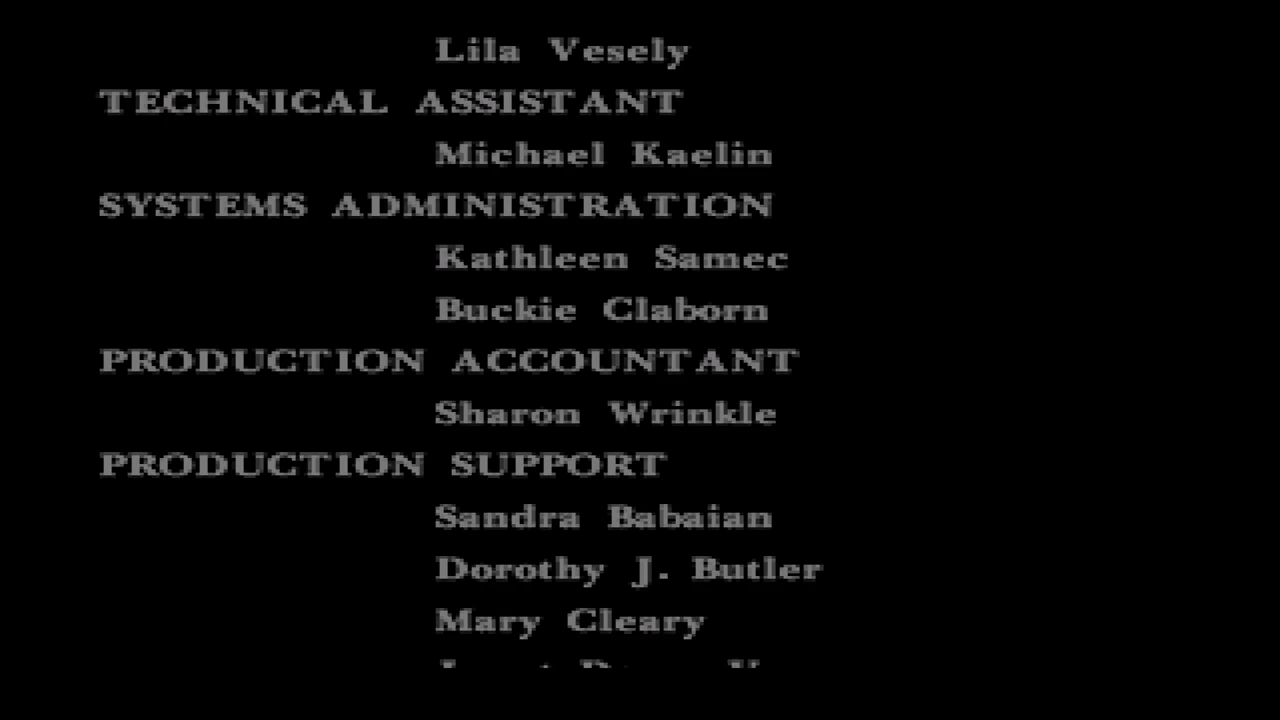 Lila Vesely
TECHNICAL ASSISTANT
Michael Kaelin
SYSTEMS ADMINISTRATION
Kathleen Samec
Buckie Claborn
PRODUCTION ACCOUNTANT
Sharon Wrinkle
PRODUCTION SUPPORT
Sandra Babaian
Dorothy J. Butler
Mary Cleary